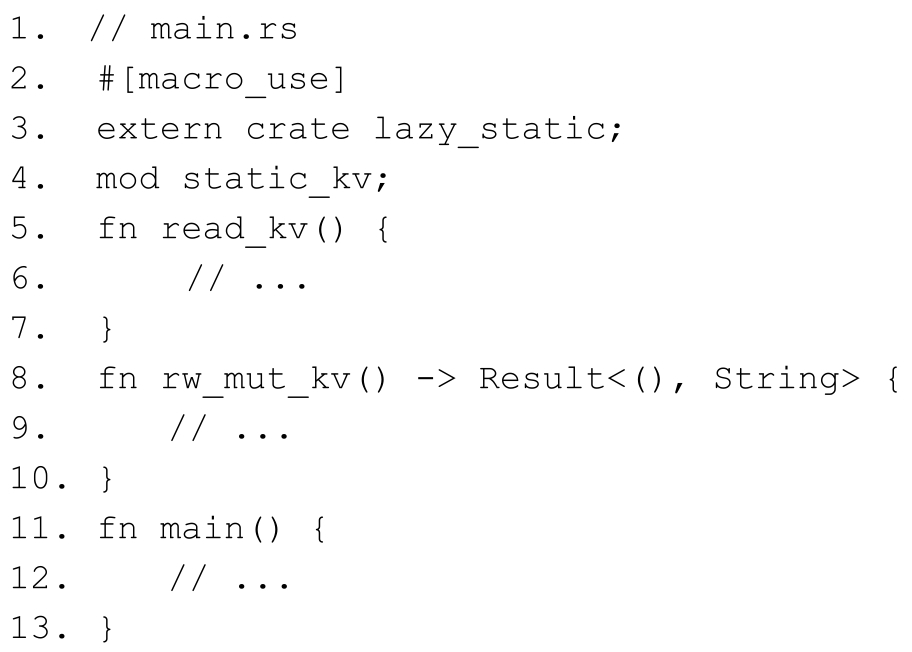 1. // main.rs
2. #[macro_use]
3. extern crate lazy_static;
4. mod static_kv;
5. fn read_kv() {
6. // ...
7. }
8. fn rw_mut_kv() -> Result<(), String> {
9. // ...
10. }
11. fn main() {
12. // ...
13. }